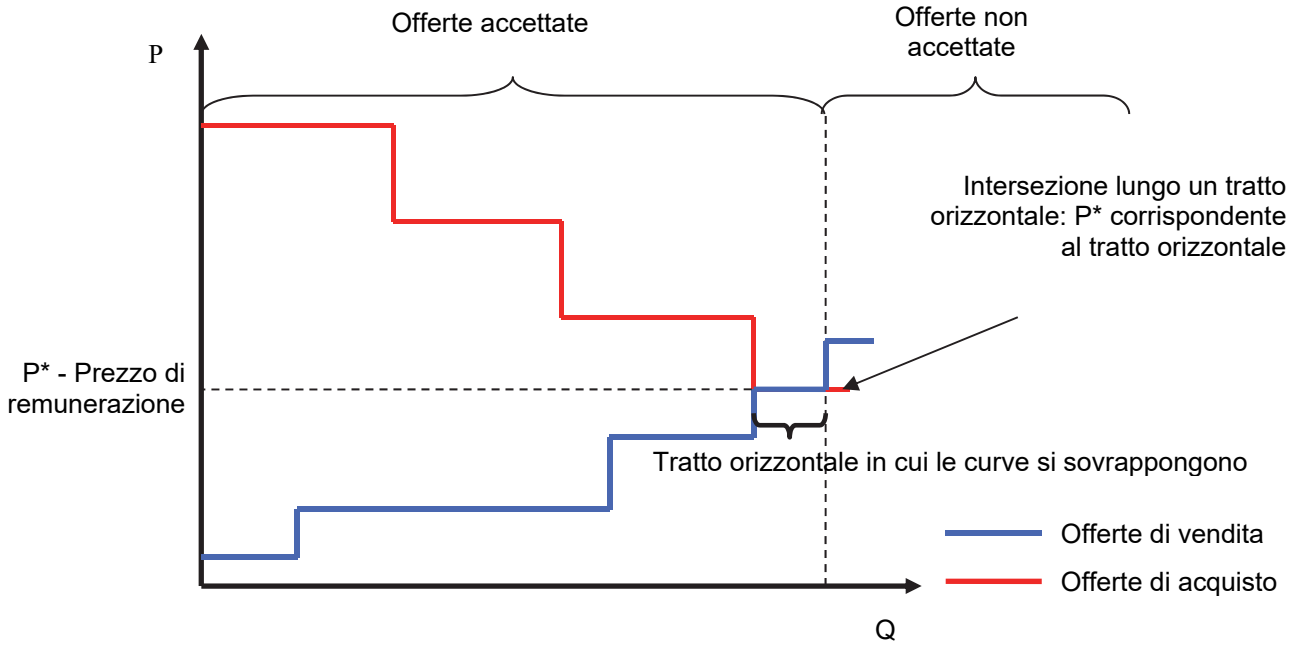 Offerte accettate
Offerte non
accettate
P
Intersezione lungo un tratto
orizzontale: P* corrispondente
al tratto orizzontale
P* - Prezzo di
remunerazione
Tratto orizzontale in cui le curve si sovrappongono
Offerte di vendita
Offerte di acquisto
Q